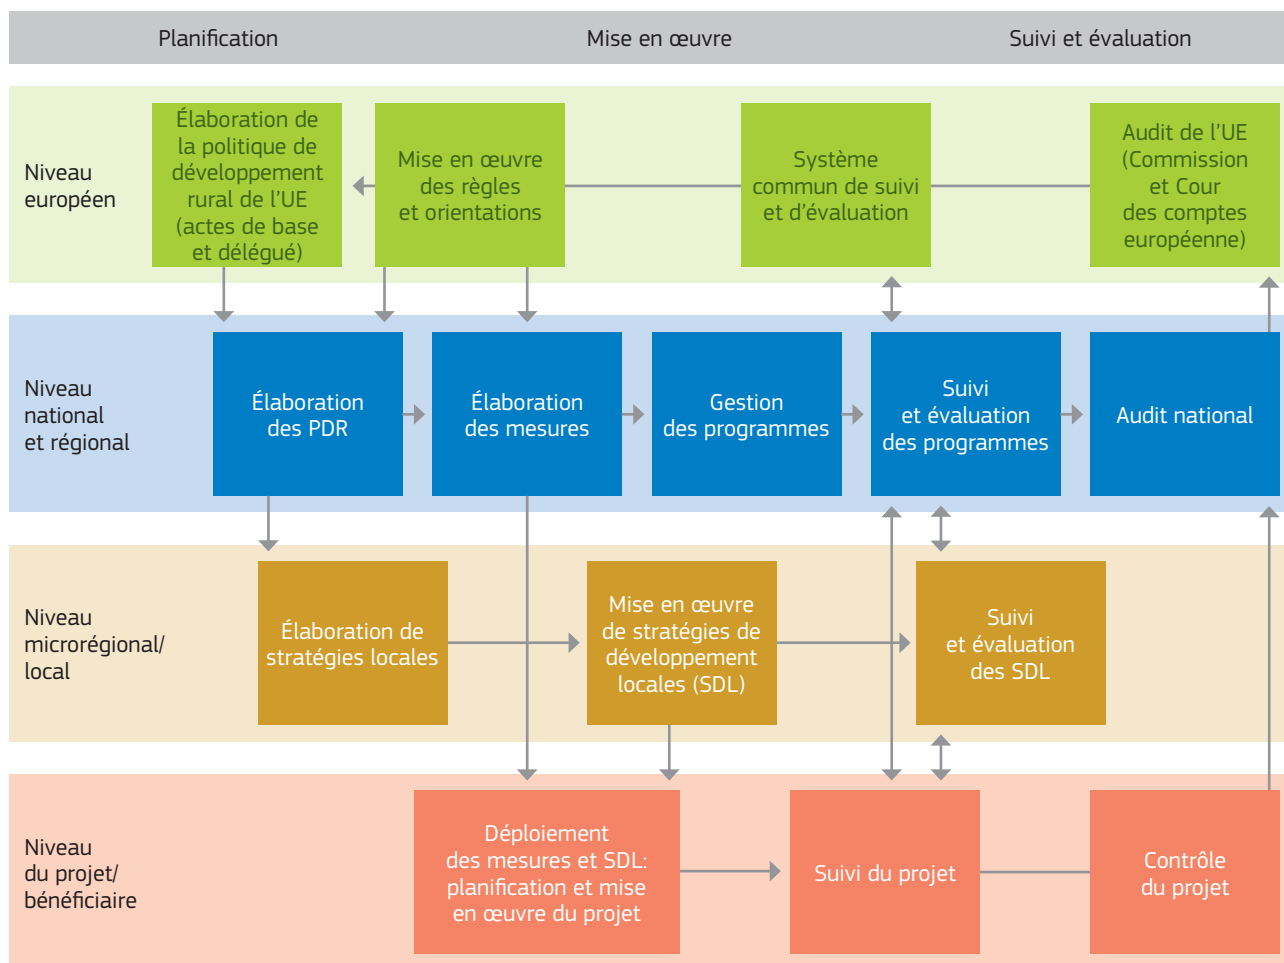 Planification
Mise en œuvre
Suivi et évaluation
Niveau
européen
Élaboration de
la politique de
développement
rural de l'UE
(actes de base
et délégué)
Mise en œuvre
des règles
et orientations
Système
commun de suivi
et d'évaluation
Audit de l'UE
(Commission
et Cour
des comptes
européenne)
Niveau
national
et régional
Élaboration
des PDR
Élaboration
des mesures
Gestion
des programmes
Suivi
et évaluation
des programmes
Audit national
Niveau
microrégional/
local
Élaboration de
stratégies locales
Mise en œuvre
de stratégies de
développement
locales (SDL)
Suivi
et évaluation
des SDL
Niveau
du projet/
bénéficiaire
Déploiement
des mesures et SDL:
planification et mise
en œuvre du projet
Suivi du projet
Contrôle
du projet